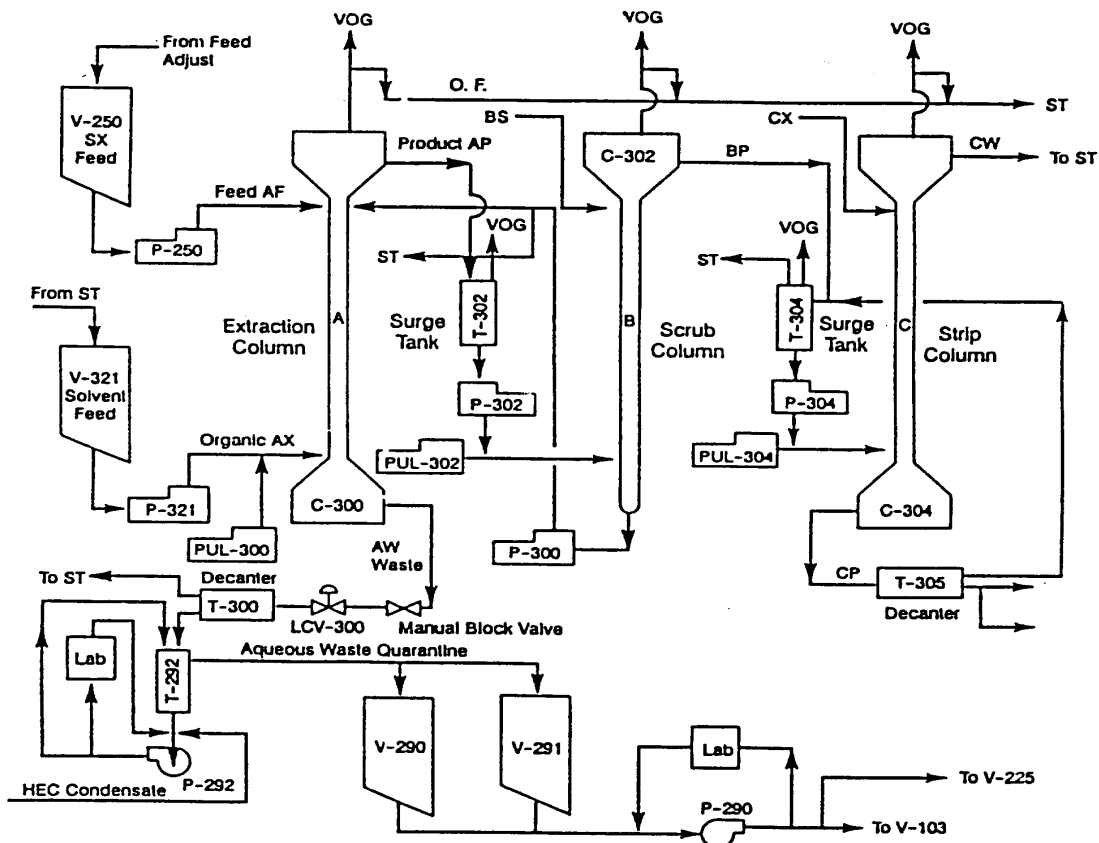 VOG
VOG
VOG
From Feed
Adjust
O. F.
ST
V-250
SX
Feed
BS
CX
Product AP
C-302
BP
CW
To ST
Feed AF
P-250
VOG
ST
VOG
ST
From ST
T-302
T-304
A
B
C
Extraction
Column
Surge
Tank
Scrub
Column
Surge
Tank
Strip
Column
V-321
Solvent
Feed
P-302
P-304
Organic AX
PUL-302
PUL-304
P-321
C-300
C-304
PUL-300
P-300
AW
Waste
To ST
Decanter
T-300
CP
T-305
Decanter
LCV-300
Manual Block Valve
Lab
T-292
Aqueous Waste Quarantine
V-290
V-291
Lab
P-292
HEC Condensate
P-290
To V-225
To V-103